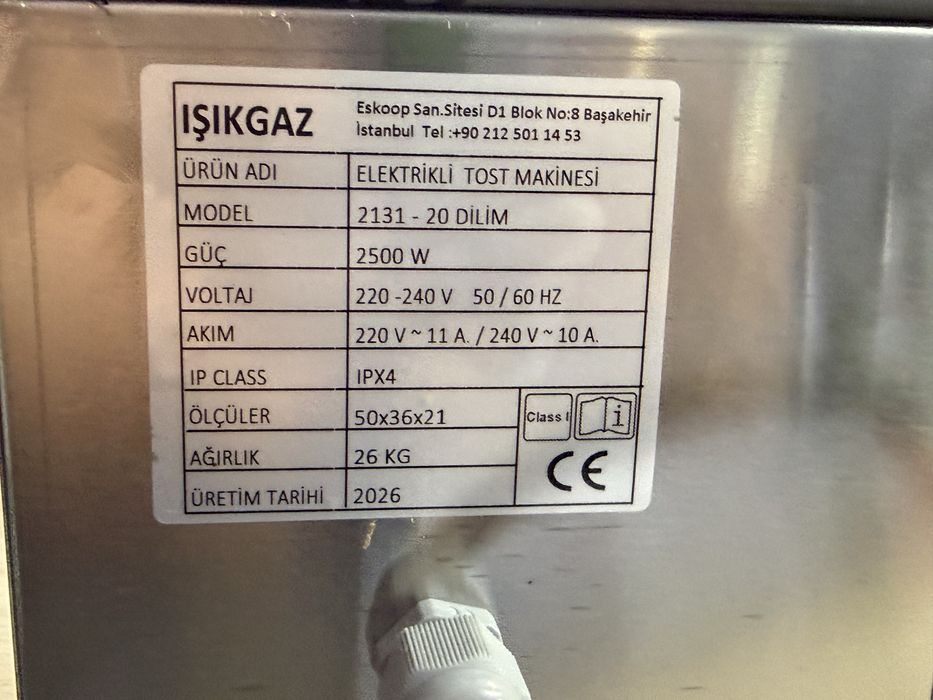 IŞIKGAZ
Eskoop San.Sitesi D1 Blok No:8 Başakehir
İstanbul Tel :+90 212 501 14 53
ÜRÜN ADI ELEKTRİKLİ TOST MAKİNESİ
MODEL 2131 - 20 DİLİM
GÜÇ 2500 W
VOLTAJ 220 -240 V 50 / 60 HZ
AKIM 220 V ~ 11 A. / 240 V ~ 10 A.
IP CLASS IPX4
ÖLÇÜLER 50x36x21
Class I i
AĞIRLIK 26 KG
CE
ÜRETİM TARİHİ 2026